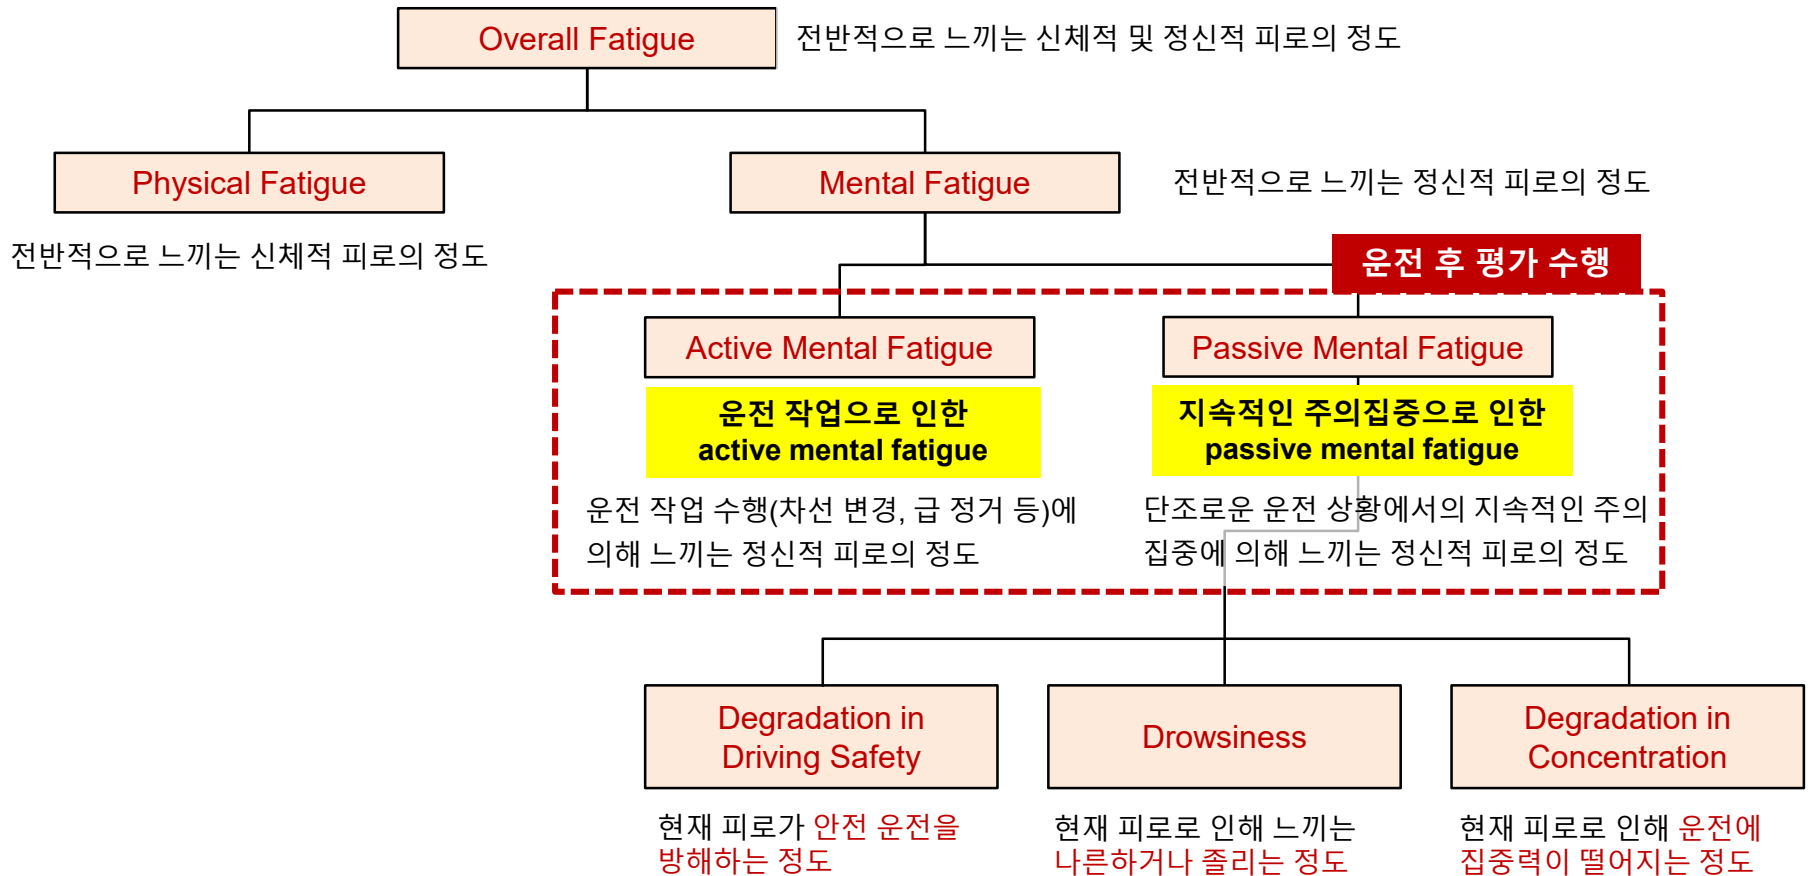 Overall Fatigue
전반적으로 느끼는 신체적 및 정신적 피로의 정도
Physical Fatigue
Mental Fatigue
전반적으로 느끼는 정신적 피로의 정도
전반적으로 느끼는 신체적 피로의 정도
운전 후 평가 수행
Active Mental Fatigue
Passive Mental Fatigue
운전 작업으로 인한
active mental fatigue
지속적인 주의집중으로 인한
passive mental fatigue
운전 작업 수행(차선 변경, 급 정거 등)에
의해 느끼는 정신적 피로의 정도
단조로운 운전 상황에서의 지속적인 주의
집중에 의해 느끼는 정신적 피로의 정도
Degradation in
Driving Safety
Drowsiness
Degradation in
Concentration
현재 피로가 안전 운전을
방해하는 정도
현재 피로로 인해 느끼는
나른하거나 졸리는 정도
현재 피로로 인해 운전에
집중력이 떨어지는 정도